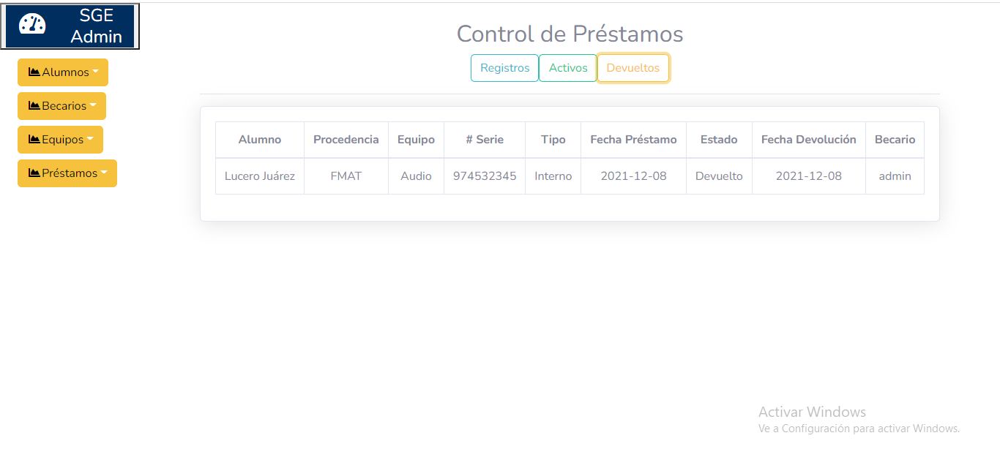 SGE
Admin
Alumnos
Becarios
Equipos
Préstamos
Control de Préstamos
Registros Activos Devueltos
Alumno Procedencia Equipo # Serie Tipo Fecha Préstamo Estado Fecha Devolución Becario
Lucero Juárez FMAT Audio 974532345 Interno 2021-12-08 Devuelto 2021-12-08 admin
Activar Windows
Ve a Configuración para activar Windows.